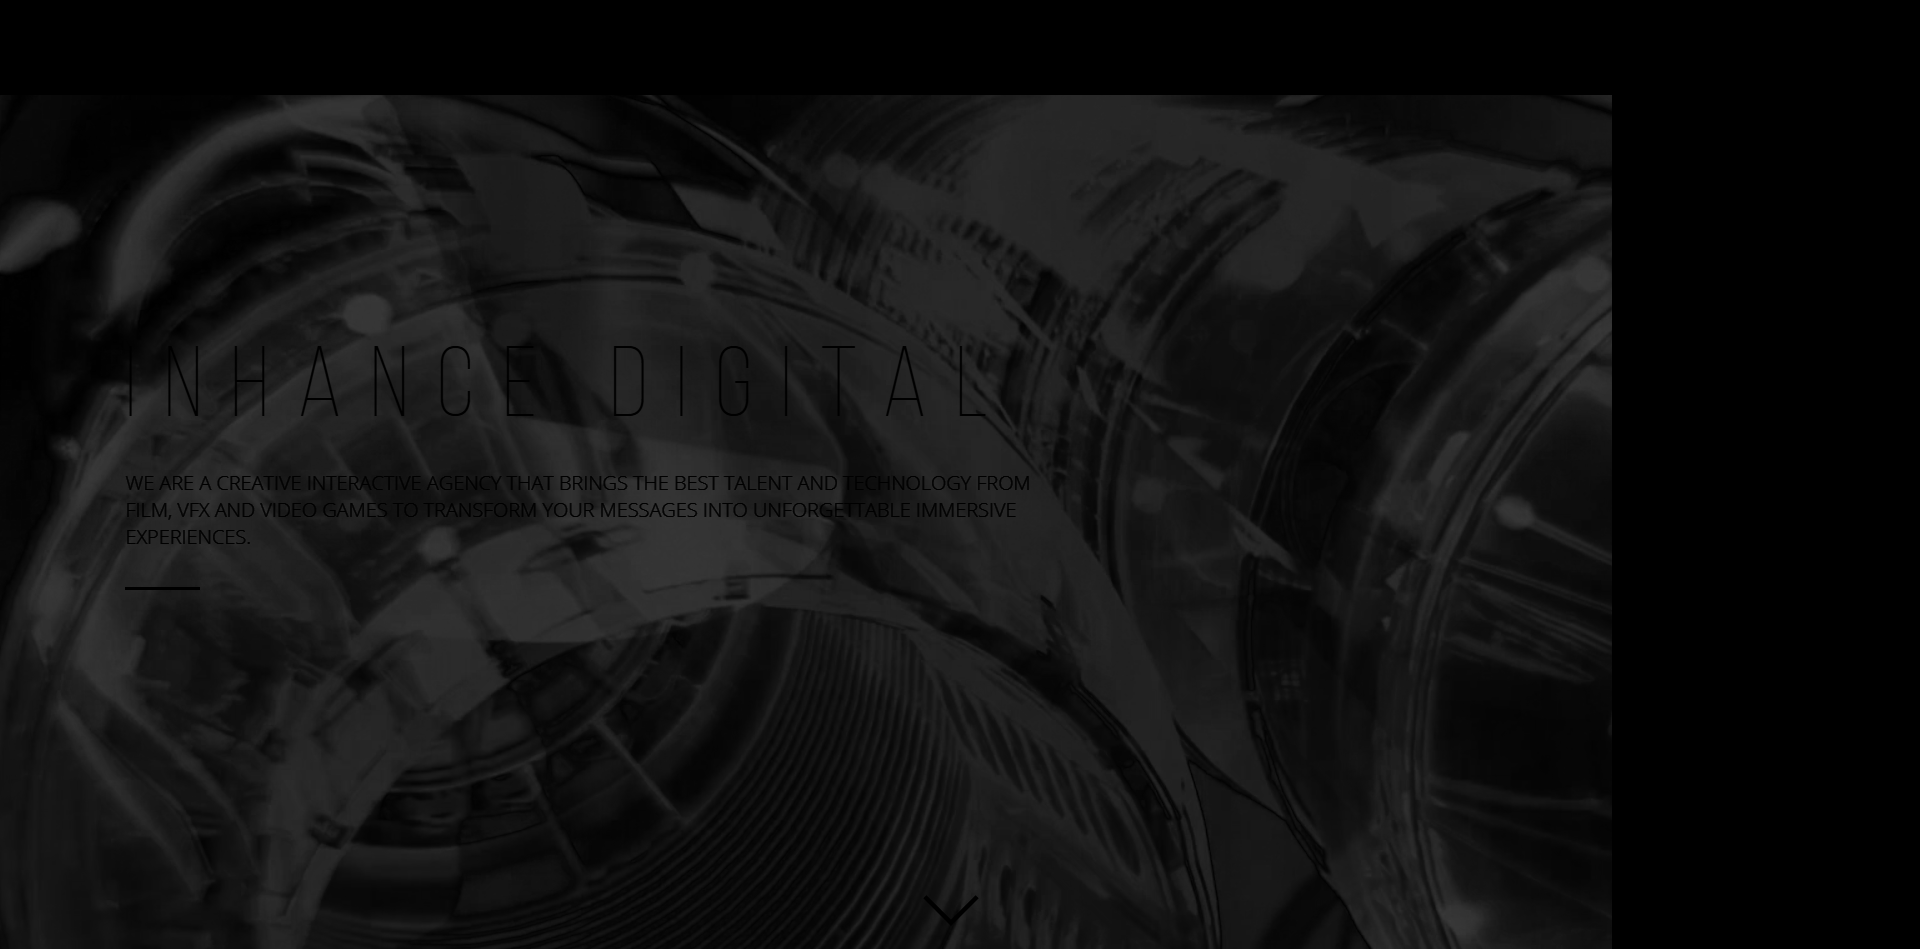 INHANCE DIGITAL
WE ARE A CREATIVE INTERACTIVE AGENCY THAT BRINGS THE BEST TALENT AND TECHNOLOGY FROM
FILM, VFX AND VIDEO GAMES TO TRANSFORM YOUR MESSAGES INTO UNFORGETTABLE IMMERSIVE
EXPERIENCES.